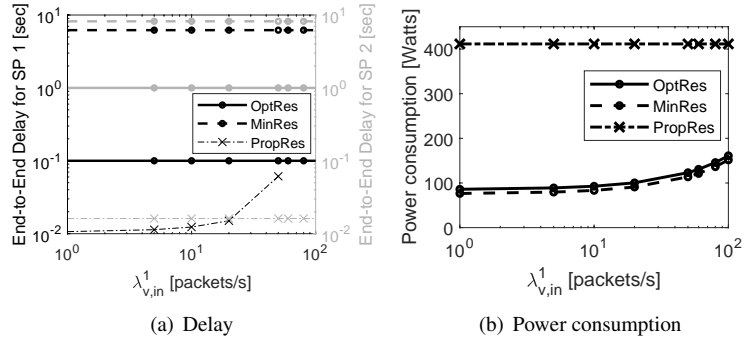 End-to-End Delay for SP 1 [sec]
10^1
10^0
10^-1
10^-2
OptRes
MinRes
PropRes
10^1
10^0
10^-1
10^-2
End-to-End Delay for SP 2 [sec]
10^0
10^1
10^2
λ^1_v,in [packets/s]
(a) Delay
Power consumption [Watts]
400
300
200
100
0
OptRes
MinRes
PropRes
10^0
10^1
10^2
λ^1_v,in [packets/s]
(b) Power consumption